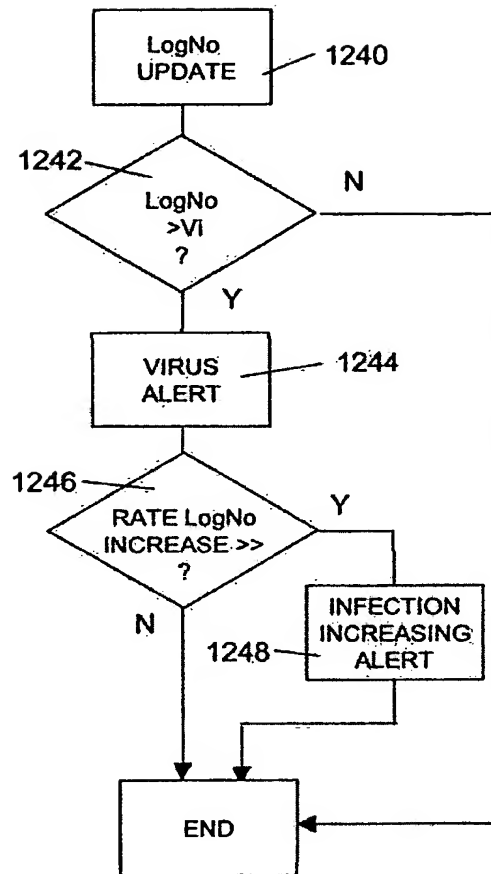 LogNo
UPDATE
1240
1242
LogNo
>Vi
?
N
Y
VIRUS
ALERT
1244
1246
RATE LogNo
INCREASE >>
?
Y
N
INFECTION
INCREASING
ALERT
1248
END